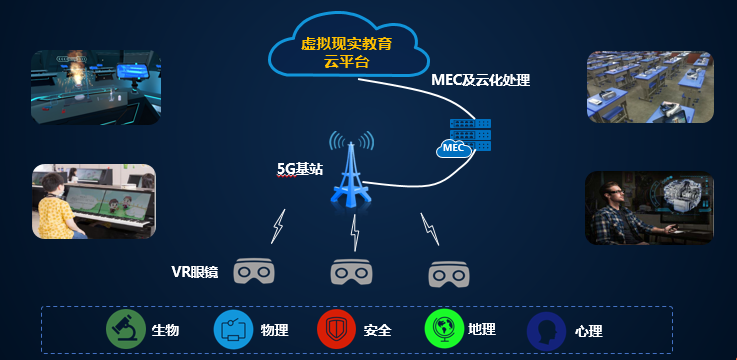 虚拟现实教育
云平台
MEC及云化处理
MEC
5G基站
VR眼镜
生物
物理
安全
地理
心理